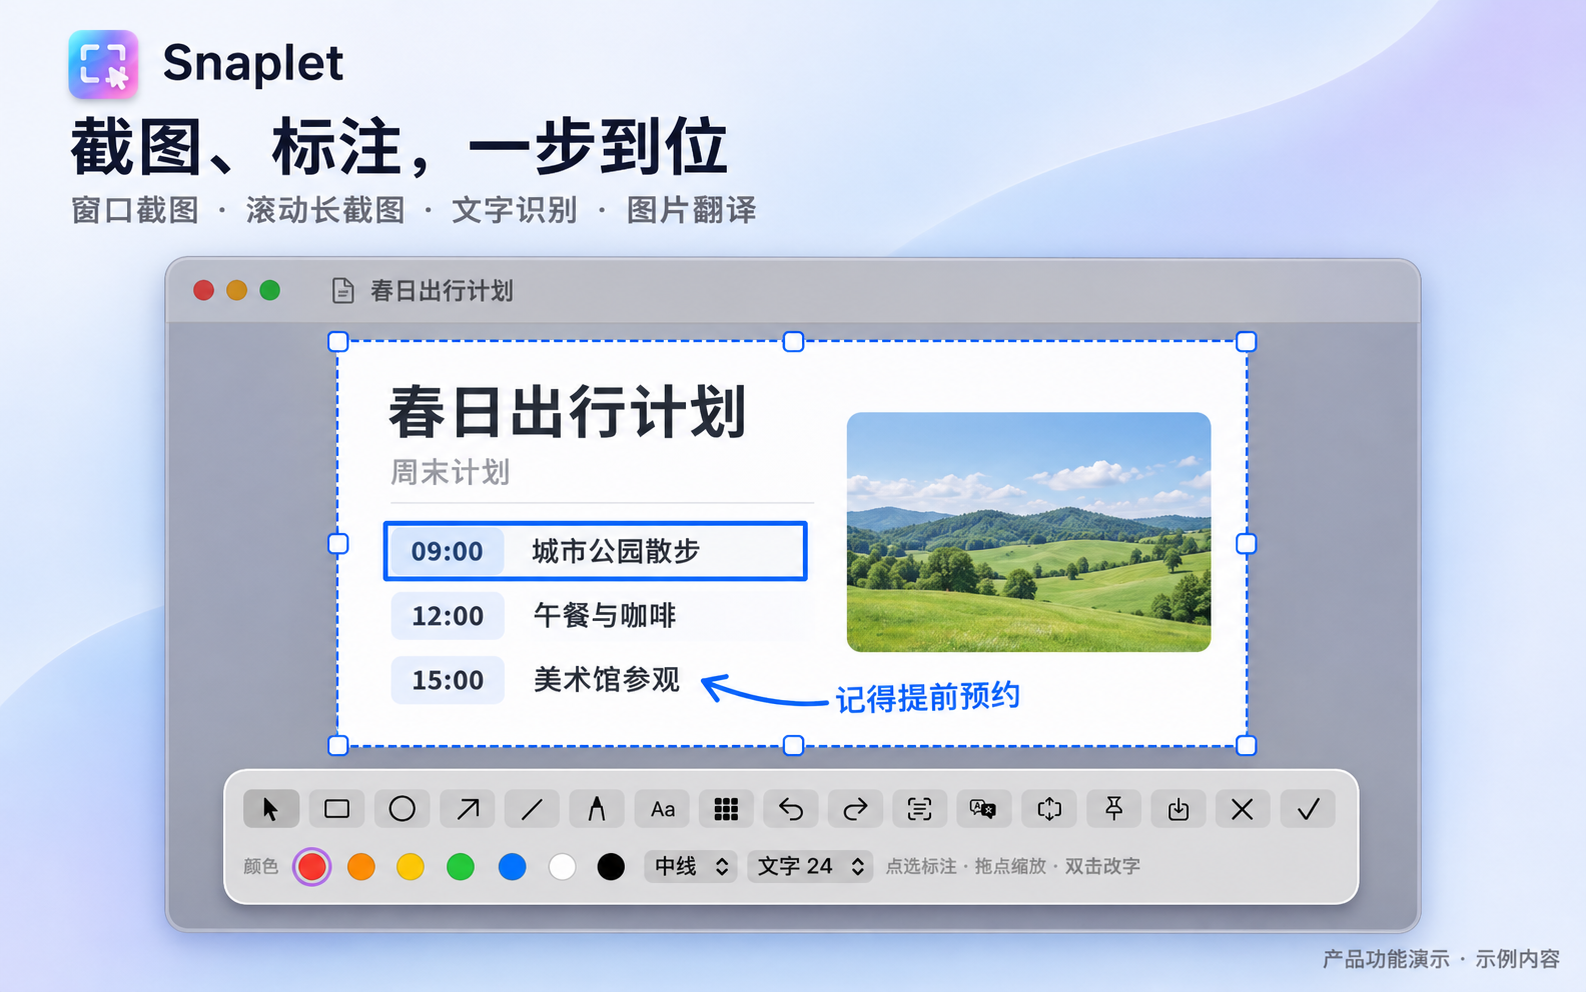 Snaplet
截图、标注，一步到位
窗口截图 · 滚动长截图 · 文字识别 · 图片翻译
春日出行计划
春日出行计划
周末计划
09:00 城市公园散步
12:00 午餐与咖啡
15:00 美术馆参观
记得提前预约
Aa
颜色 中线 文字 24 点选标注 · 拖点缩放 · 双击改字
产品功能演示 · 示例内容